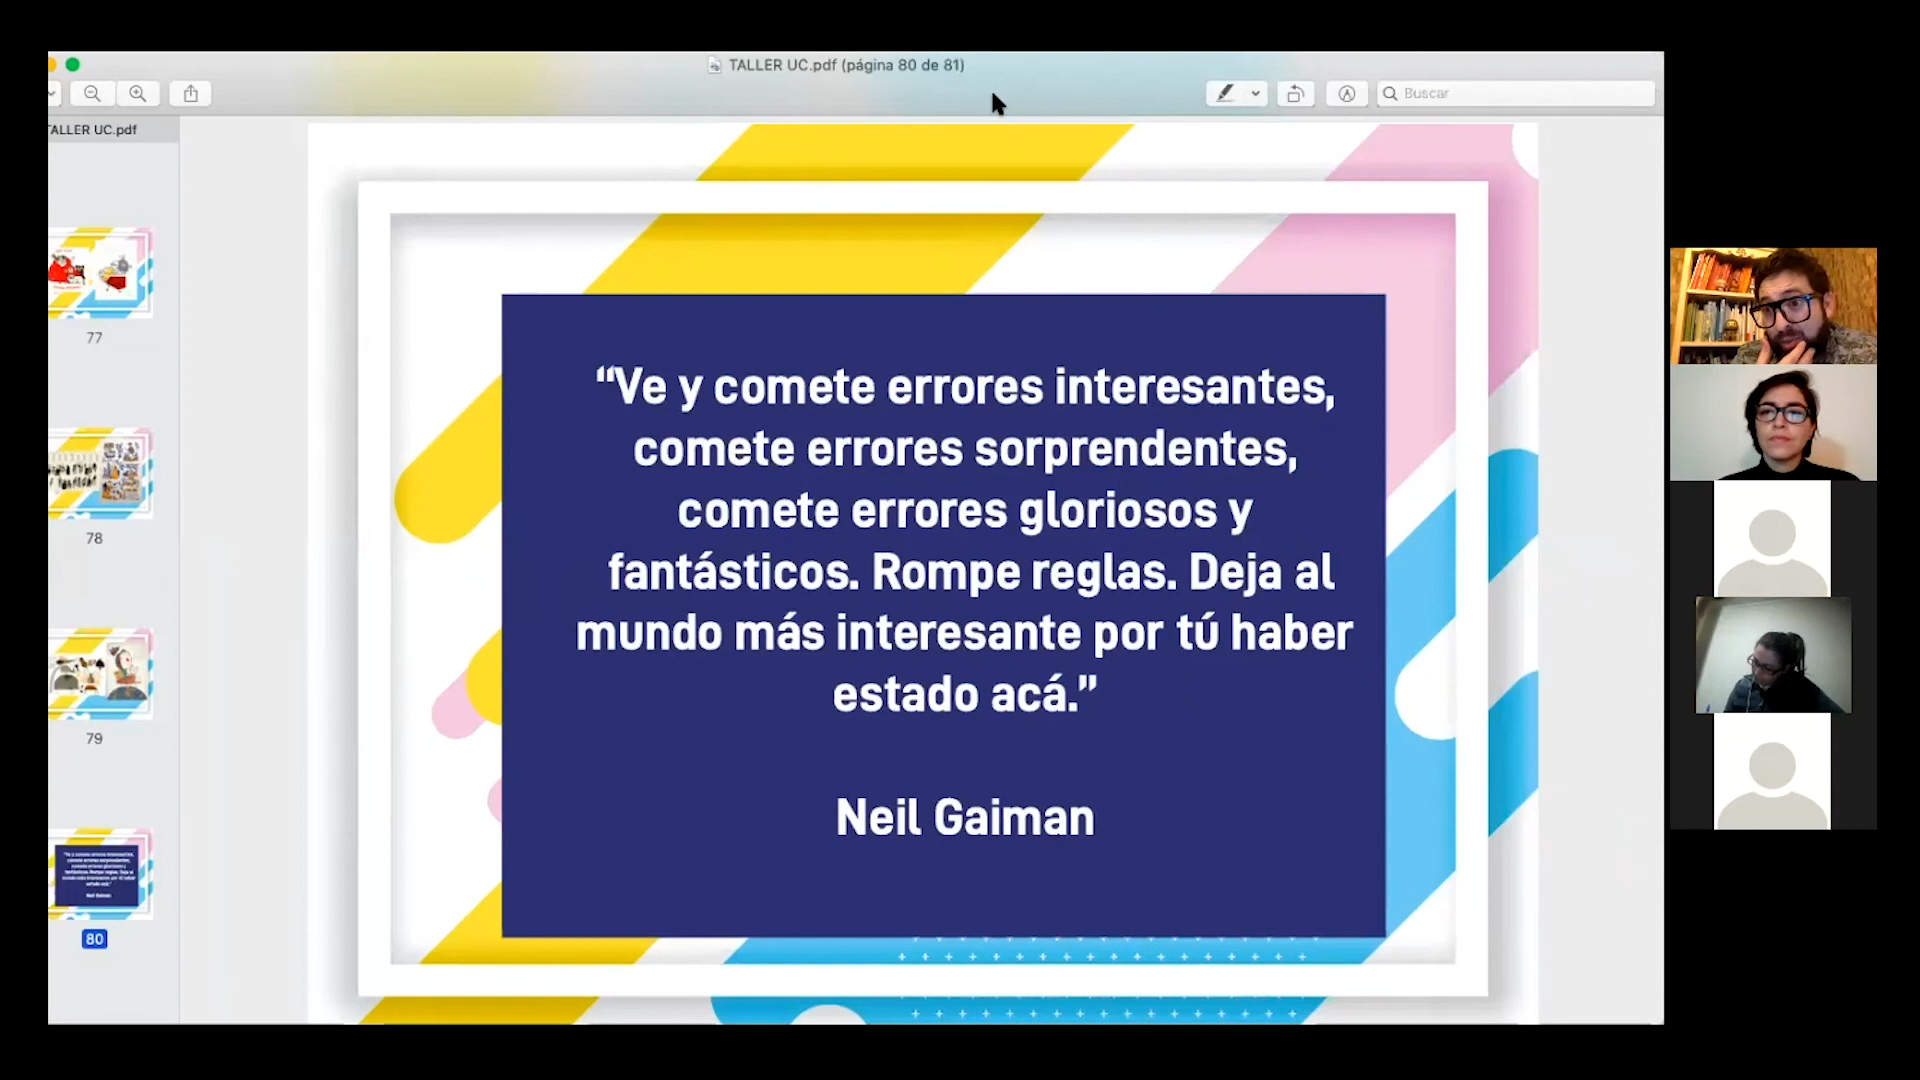 TALLER UC.pdf (página 80 de 81)
Buscar
TALLER UC.pdf
77
78
79
80
“Ve y comete errores interesantes,
comete errores sorprendentes,
comete errores gloriosos y
fantásticos. Rompe reglas. Deja al
mundo más interesante por tú haber
estado acá.”
Neil Gaiman